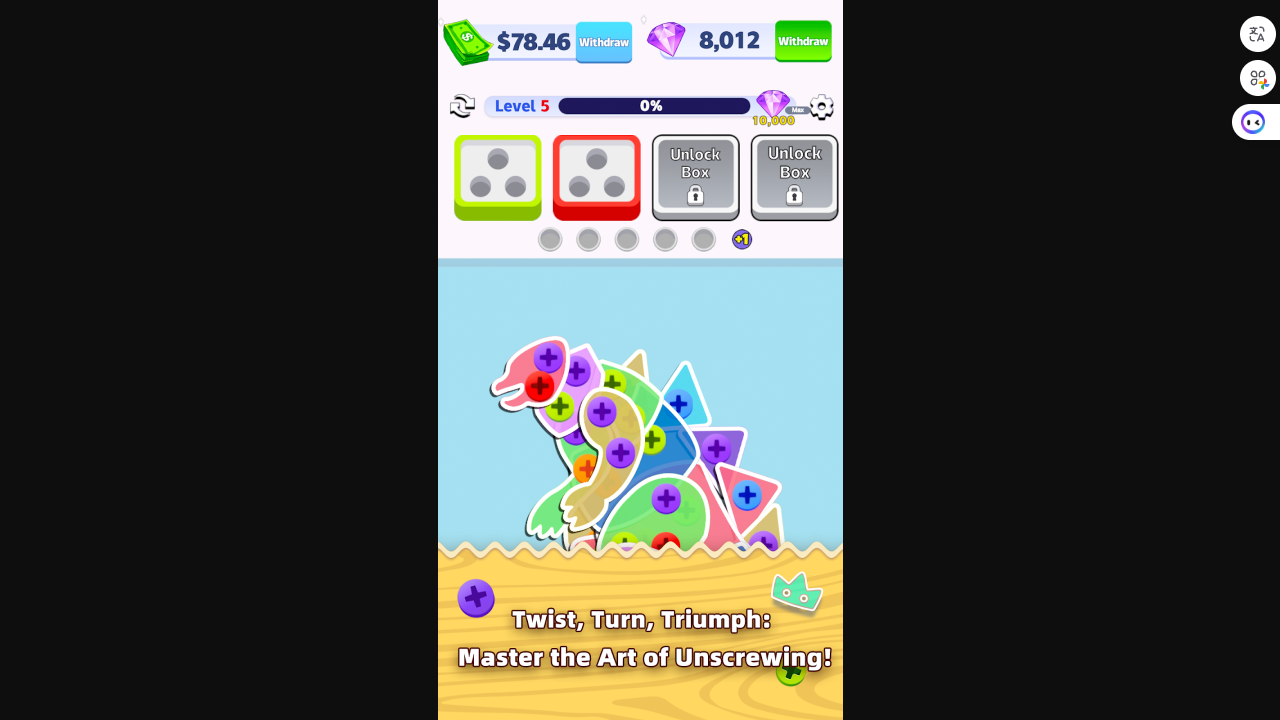 $78.46 Withdraw 8,012 Withdraw
Level 5 0% Max
10,000
Unlock Box
Unlock Box
+1
Twist, Turn, Triumph:
Master the Art of Unscrewing!